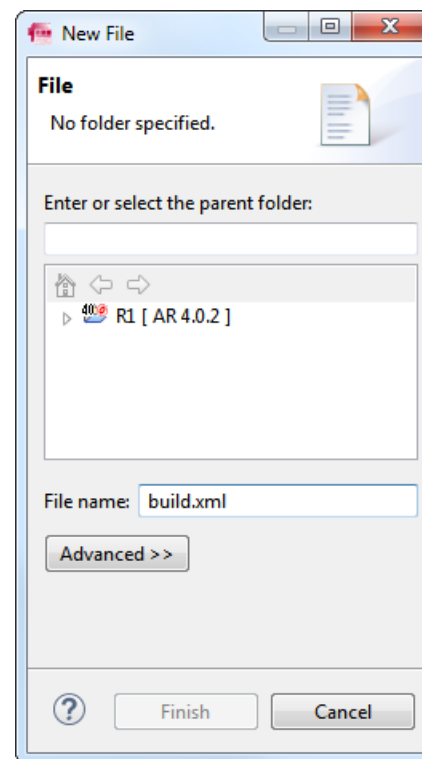 New File
File
No folder specified.
Enter or select the parent folder:
R1 [ AR 4.0.2 ]
File name: build.xml
Advanced >>
Finish Cancel